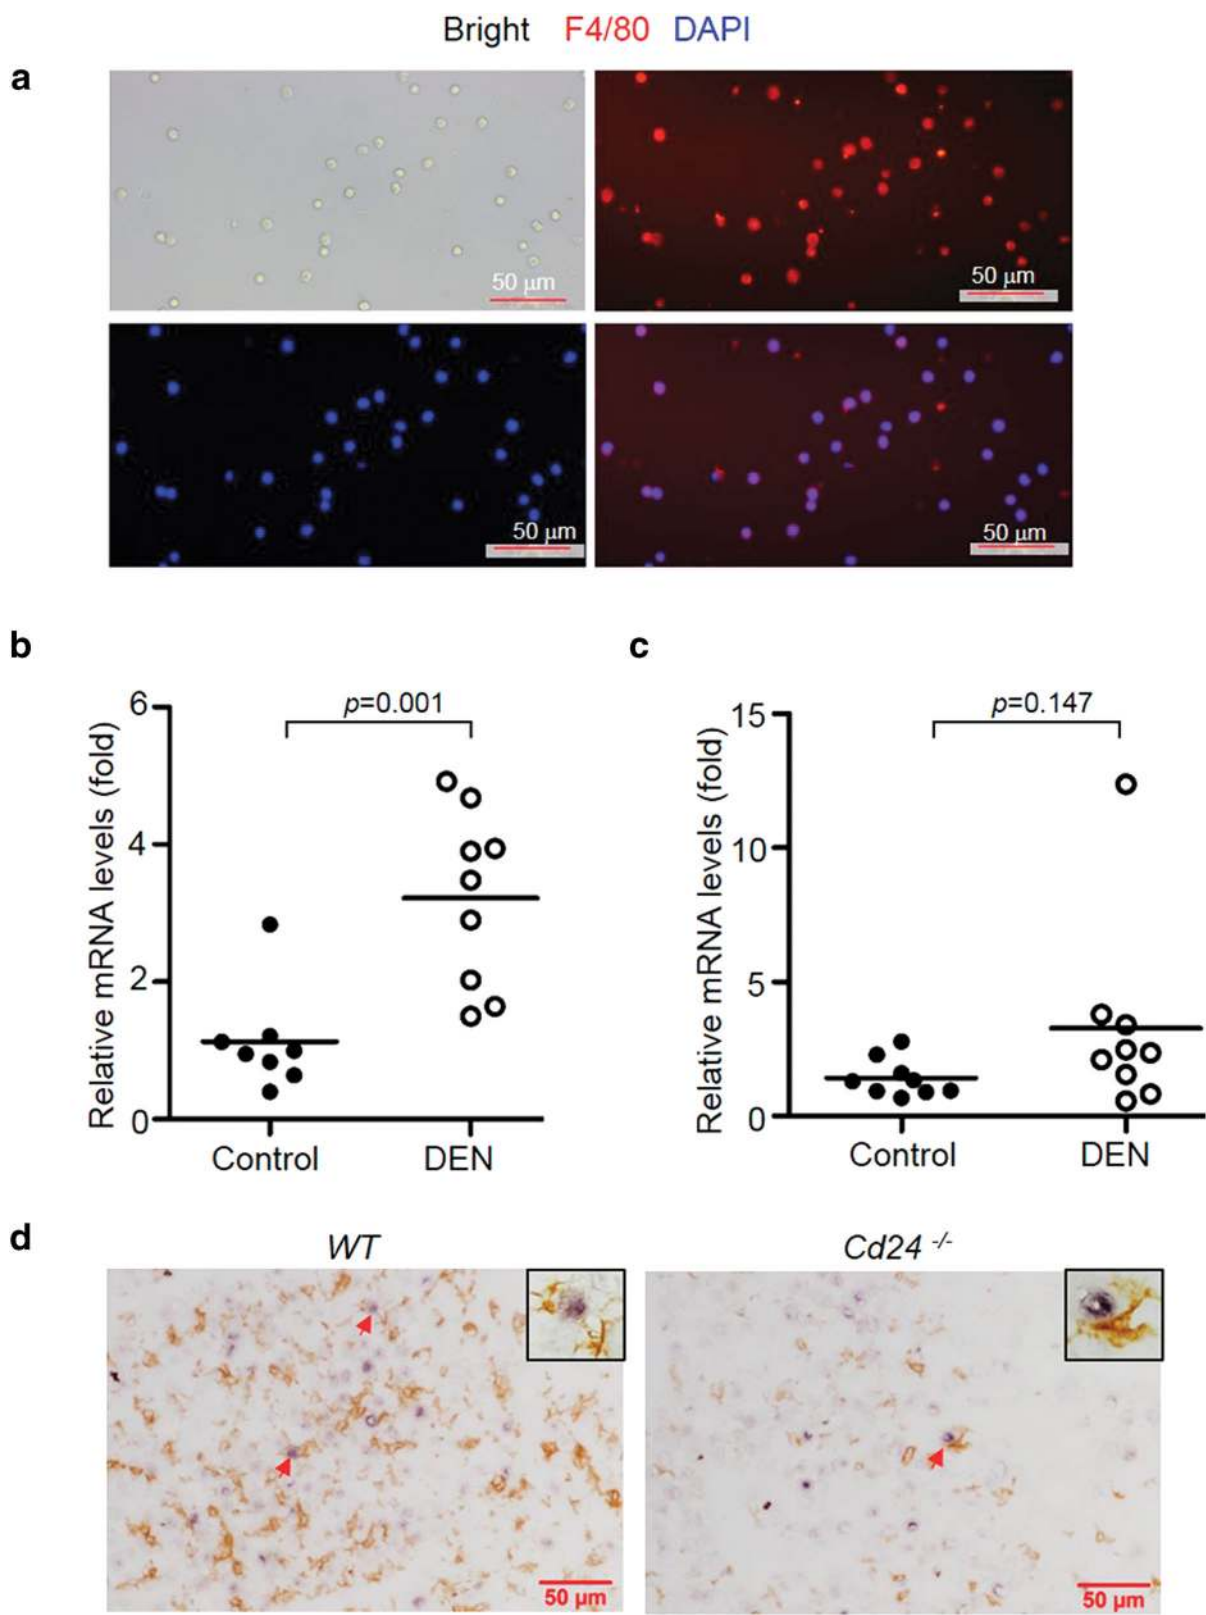 Bright F4/80 DAPI
a
50 μm
50 μm
50 μm
50 μm
b
6
4
2
0
Relative mRNA levels (fold)
p=0.001
Control
DEN
c
15
10
5
0
Relative mRNA levels (fold)
p=0.147
Control
DEN
d
WT
Cd24 -/-
50 μm
50 μm